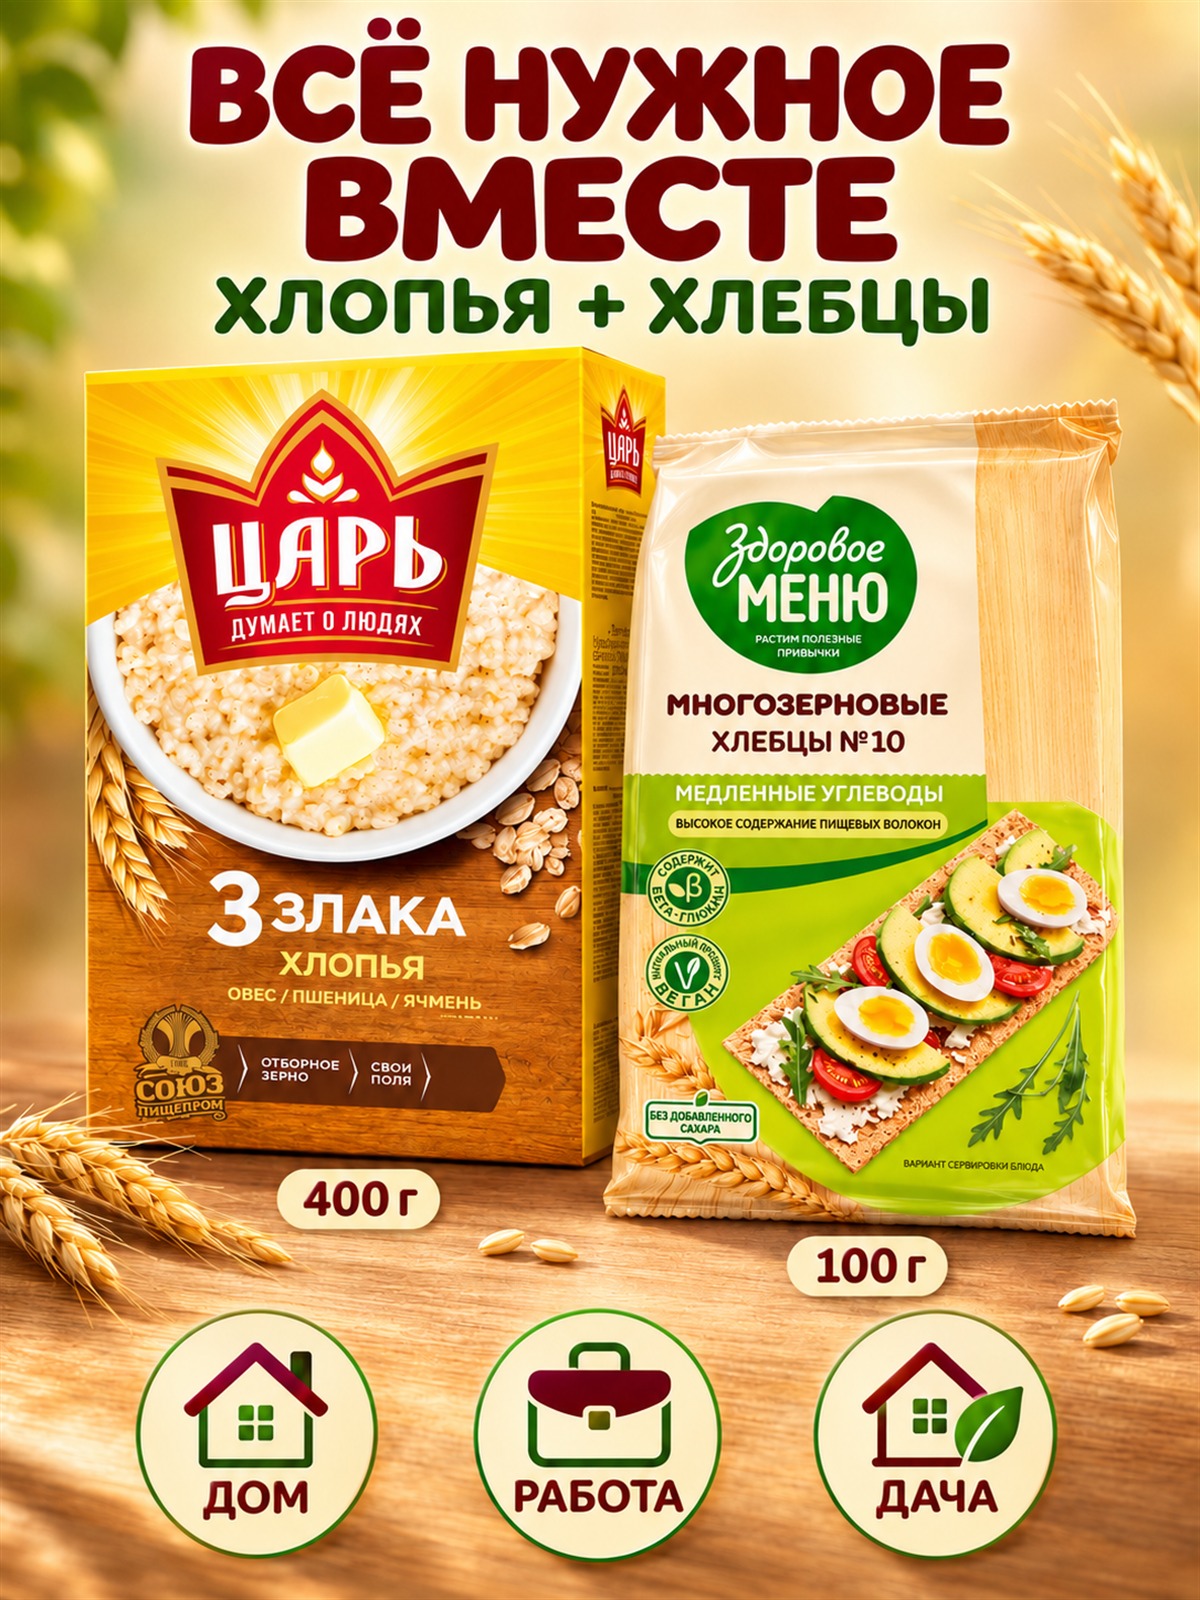 ВСЁ НУЖНОЕ
ВМЕСТЕ
ХЛОПЬЯ + ХЛЕБЦЫ
ЦАРЬ
ДУМАЕТ О ЛЮДЯХ
ЦАРЬ
3 ЗЛАКА
ХЛОПЬЯ
ОВЕС / ПШЕНИЦА / ЯЧМЕНЬ
СОЮЗ
ПИЩЕПРОМ
ОТБОРНОЕ
ЗЕРНО
СВОИ
ПОЛЯ
400 г
Здоровое
МЕНЮ
РАСТИМ ПОЛЕЗНЫЕ
ПРИВЫЧКИ
МНОГОЗЕРНОВЫЕ
ХЛЕБЦЫ №10
МЕДЛЕННЫЕ УГЛЕВОДЫ
ВЫСОКОЕ СОДЕРЖАНИЕ ПИЩЕВЫХ ВОЛОКОН
СОДЕРЖИТ
β
V
ВЕГАН
БЕЗ ДОБАВЛЕННОГО
САХАРА
ВАРИАНТ СЕРВИРОВКИ БЛЮДА
100 г
ДОМ
РАБОТА
ДАЧА